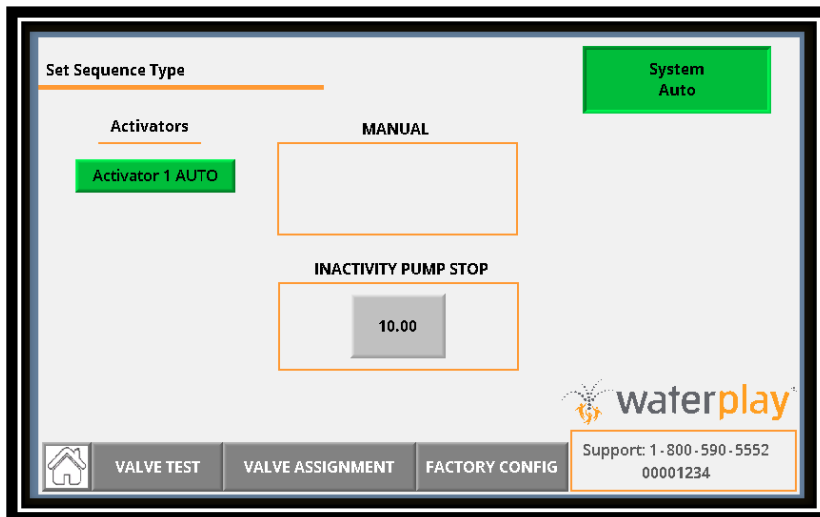 Set Sequence Type
System
Auto
Activators
MANUAL
Activator 1 AUTO
INACTIVITY PUMP STOP
10.00
waterplay
VALVE TEST
VALVE ASSIGNMENT
FACTORY CONFIG
Support: 1-800-590-5552
00001234